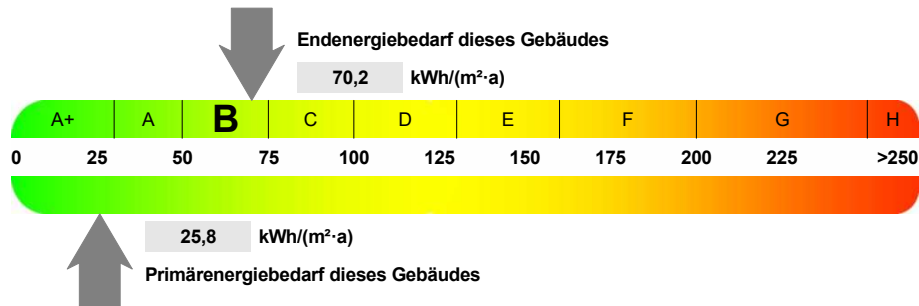 Endenergiebedarf dieses Gebäudes
70,2 kWh/(m²·a)
A+ A B C D E F G H
0 25 50 75 100 125 150 175 200 225 >250
25,8 kWh/(m²·a)
Primärenergiebedarf dieses Gebäudes